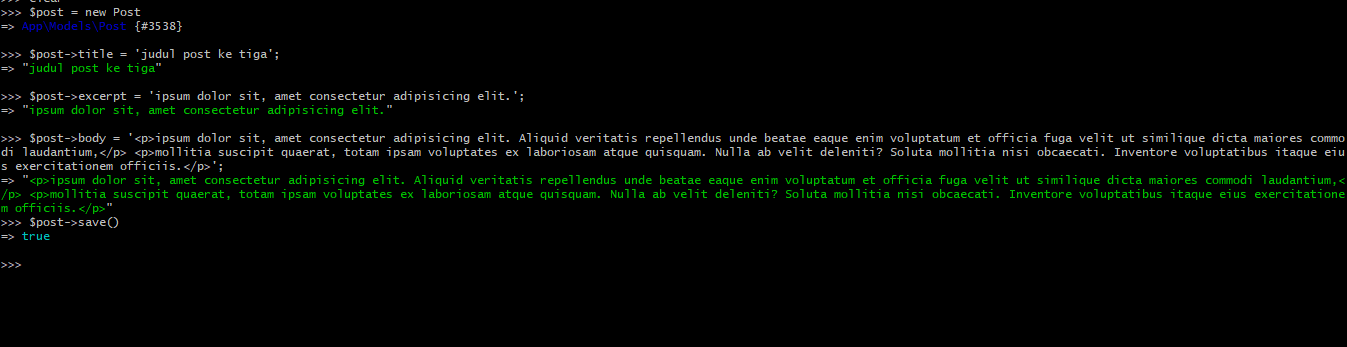 >>> $post = new Post
=> App\Models\Post {#3538}
>>> $post->title = 'judul post ke tiga';
=> "judul post ke tiga"
>>> $post->excerpt = 'ipsum dolor sit, amet consectetur adipisicing elit.';
=> "ipsum dolor sit, amet consectetur adipisicing elit."
>>> $post->body = '<p>ipsum dolor sit, amet consectetur adipisicing elit. Aliquid veritatis repellendus unde beatae eaque enim voluptatum et officia fuga velit ut similique dicta maiores commo
di laudantium,</p> <p>mollitia suscipit quaerat, totam ipsam voluptates ex laboriosam atque quisquam. Nulla ab velit deleniti? Soluta mollitia nisi obcaecati. Inventore voluptatibus itaque eiu
s exercitationem officiis.</p>';
=> "<p>ipsum dolor sit, amet consectetur adipisicing elit. Aliquid veritatis repellendus unde beatae eaque enim voluptatum et officia fuga velit ut similique dicta maiores commodi laudantium,<
/p> <p>mollitia suscipit quaerat, totam ipsam voluptates ex laboriosam atque quisquam. Nulla ab velit deleniti? Soluta mollitia nisi obcaecati. Inventore voluptatibus itaque eius exercitatione
m officiis.</p>"
>>> $post->save()
=> true
>>>